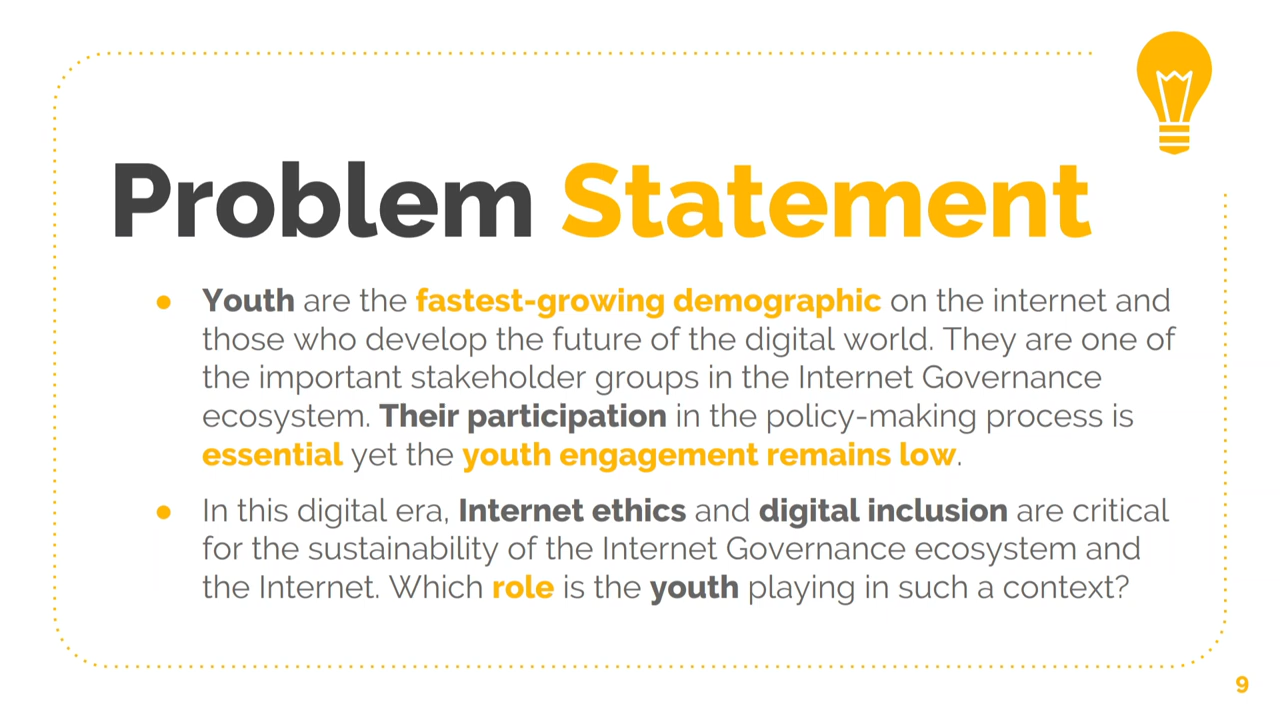 Problem Statement
● Youth are the fastest-growing demographic on the internet and
those who develop the future of the digital world. They are one of
the important stakeholder groups in the Internet Governance
ecosystem. Their participation in the policy-making process is
essential yet the youth engagement remains low.
● In this digital era, Internet ethics and digital inclusion are critical
for the sustainability of the Internet Governance ecosystem and
the Internet. Which role is the youth playing in such a context?
9